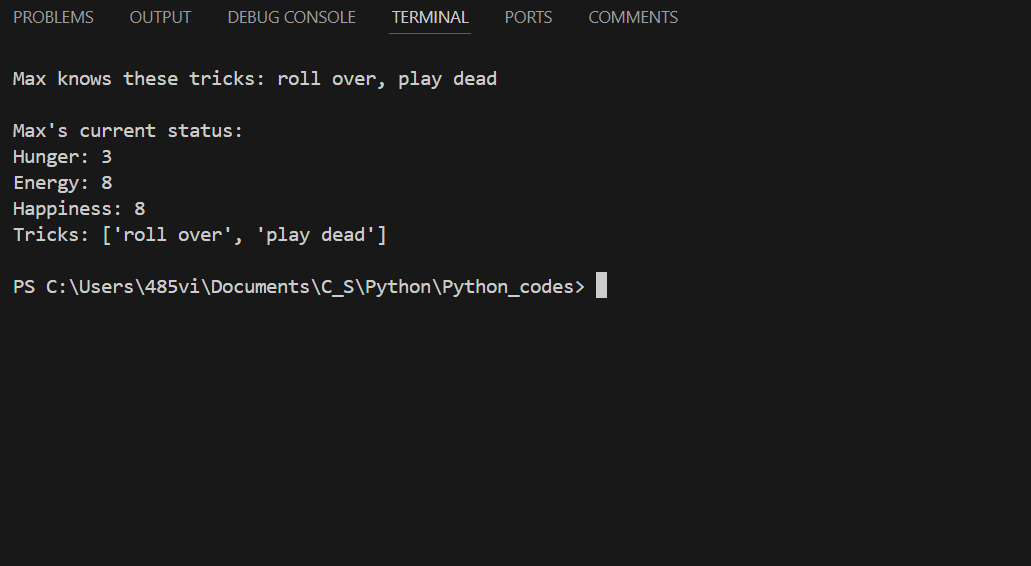 PROBLEMS OUTPUT DEBUG CONSOLE TERMINAL PORTS COMMENTS
Max knows these tricks: roll over, play dead
Max's current status:
Hunger: 3
Energy: 8
Happiness: 8
Tricks: ['roll over', 'play dead']
PS C:\Users\485vi\Documents\C_S\Python\Python_codes>